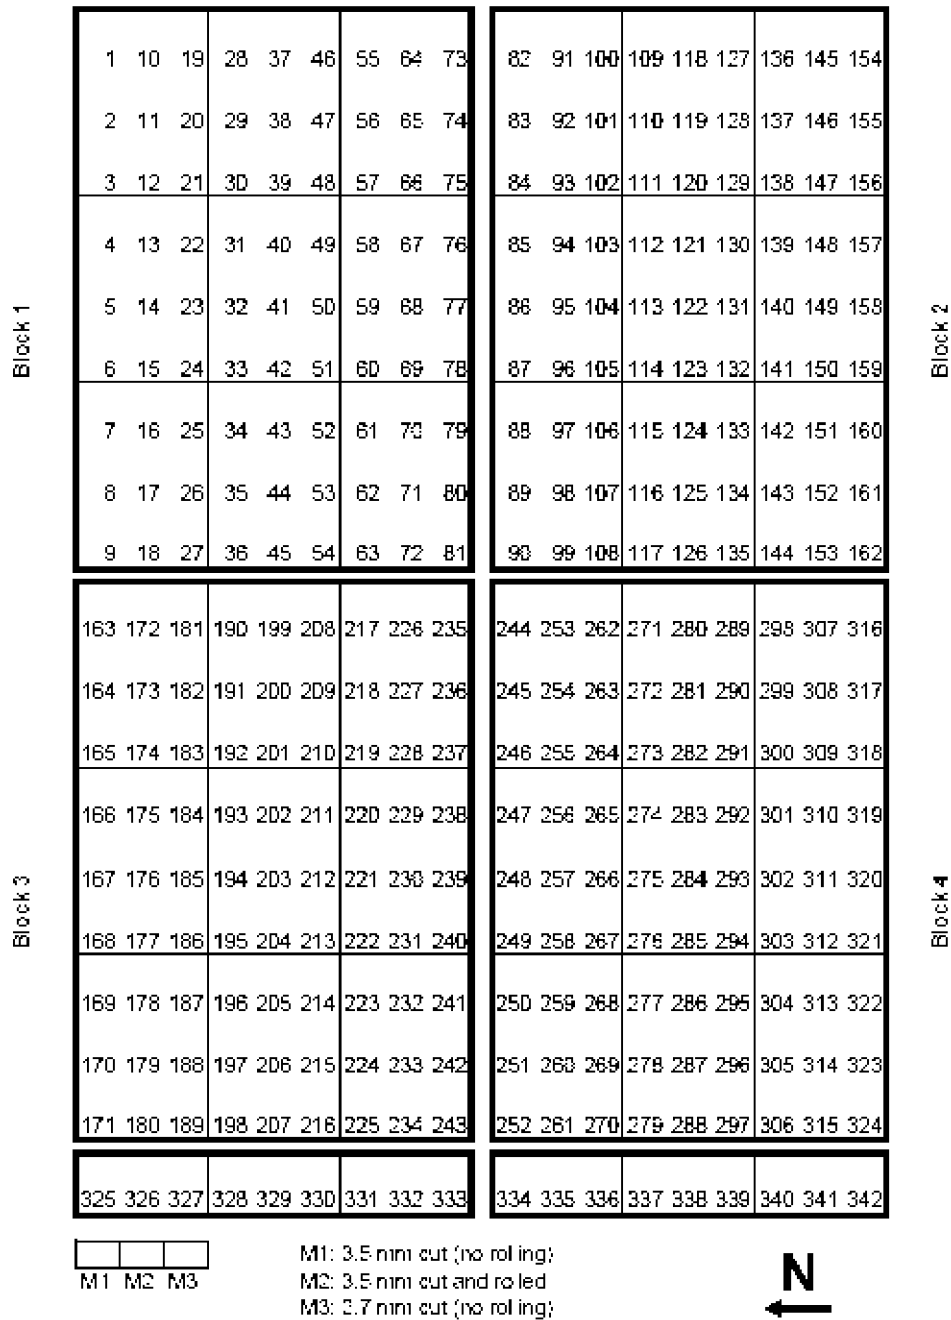 1 10 19 28 37 46 55 64 73 82 91 100 109 118 127 136 145 154
2 11 20 29 38 47 56 65 74 83 92 101 110 119 128 137 146 155
3 12 21 30 39 48 57 66 75 84 93 102 111 120 129 138 147 156
4 13 22 31 40 49 58 67 76 85 94 103 112 121 130 139 148 157
5 14 23 32 41 50 59 68 77 86 95 104 113 122 131 140 149 158
Block 1
Block 2
6 15 24 33 42 51 60 69 78 87 96 105 114 123 132 141 150 159
7 16 25 34 43 52 61 70 79 88 97 106 115 124 133 142 151 160
8 17 26 35 44 53 62 71 80 89 98 107 116 125 134 143 152 161
9 18 27 36 45 54 63 72 81 90 99 108 117 126 135 144 153 162
163 172 181 190 199 208 217 226 235 244 253 262 271 280 289 298 307 316
164 173 182 191 200 209 218 227 236 245 254 263 272 281 290 299 308 317
165 174 183 192 201 210 219 228 237 246 255 264 273 282 291 300 309 318
166 175 184 193 202 211 220 229 238 247 256 265 274 283 292 301 310 319
167 176 185 194 203 212 221 230 239 248 257 266 275 284 293 302 311 320
Block 3
Block 4
168 177 186 195 204 213 222 231 240 249 258 267 276 285 294 303 312 321
169 178 187 196 205 214 223 232 241 250 259 268 277 286 295 304 313 322
170 179 188 197 206 215 224 233 242 251 260 269 278 287 296 305 314 323
171 180 189 198 207 216 225 234 243 252 261 270 279 288 297 306 315 324
325 326 327 328 329 330 331 332 333 334 335 336 337 338 339 340 341 342
M1 M2 M3
M1: 3.5 mm cut (no rolling)
M2: 3.5 mm cut and rolled
M3: 2.7 mm cut (no rolling)
N